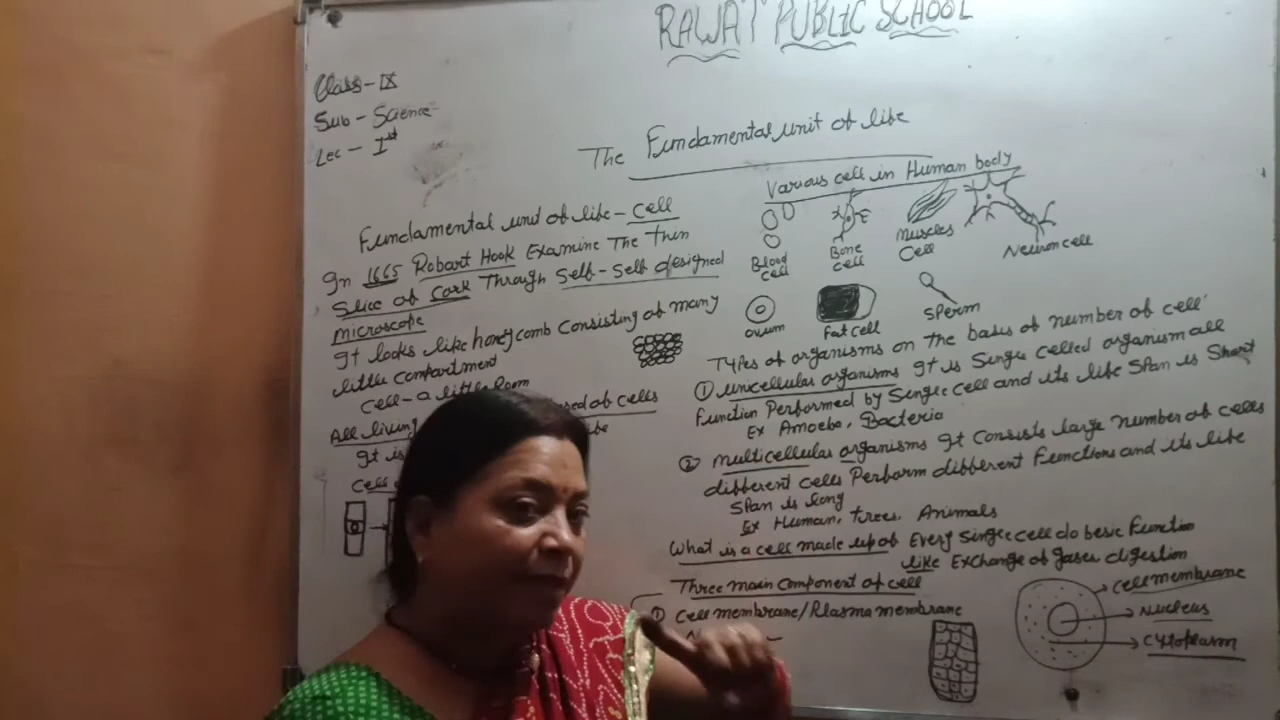 RAWAT PUBLIC SCHOOL
Class - IX
Sub - Science
Lec - Ist
The Fundamental unit of life
Fundamental unit of life - Cell
In 1665 Robart Hook Examine The thin
Slice of Cork Through Self-Self designed
microscope
It looks like honeycomb consisting of many
little compartment
Cell - a little Room
All living
of cells
It is
Cell
Various cell in Human body
Blood cell
Bone cell
Muscles Cell
Neuron cell
ovum
Fat cell
Sperm
Types of organisms on the basis of number of cell
① unicellular organisms It is Single celled organism all
function Performed by Single cell and its life Span is Short
Ex Amoeba, Bacteria
② Multicellular organisms It consists large number of cells
different cells Perform different Functions and its life
Span is long
Ex Human, trees, Animals
What is a cell made up of Every Single cell do besic function
like Exchange of gases digestion
Three main component of cell
① Cell membrane/Plasma membrane
Cell membrane
Nucleus
Cytoplasm